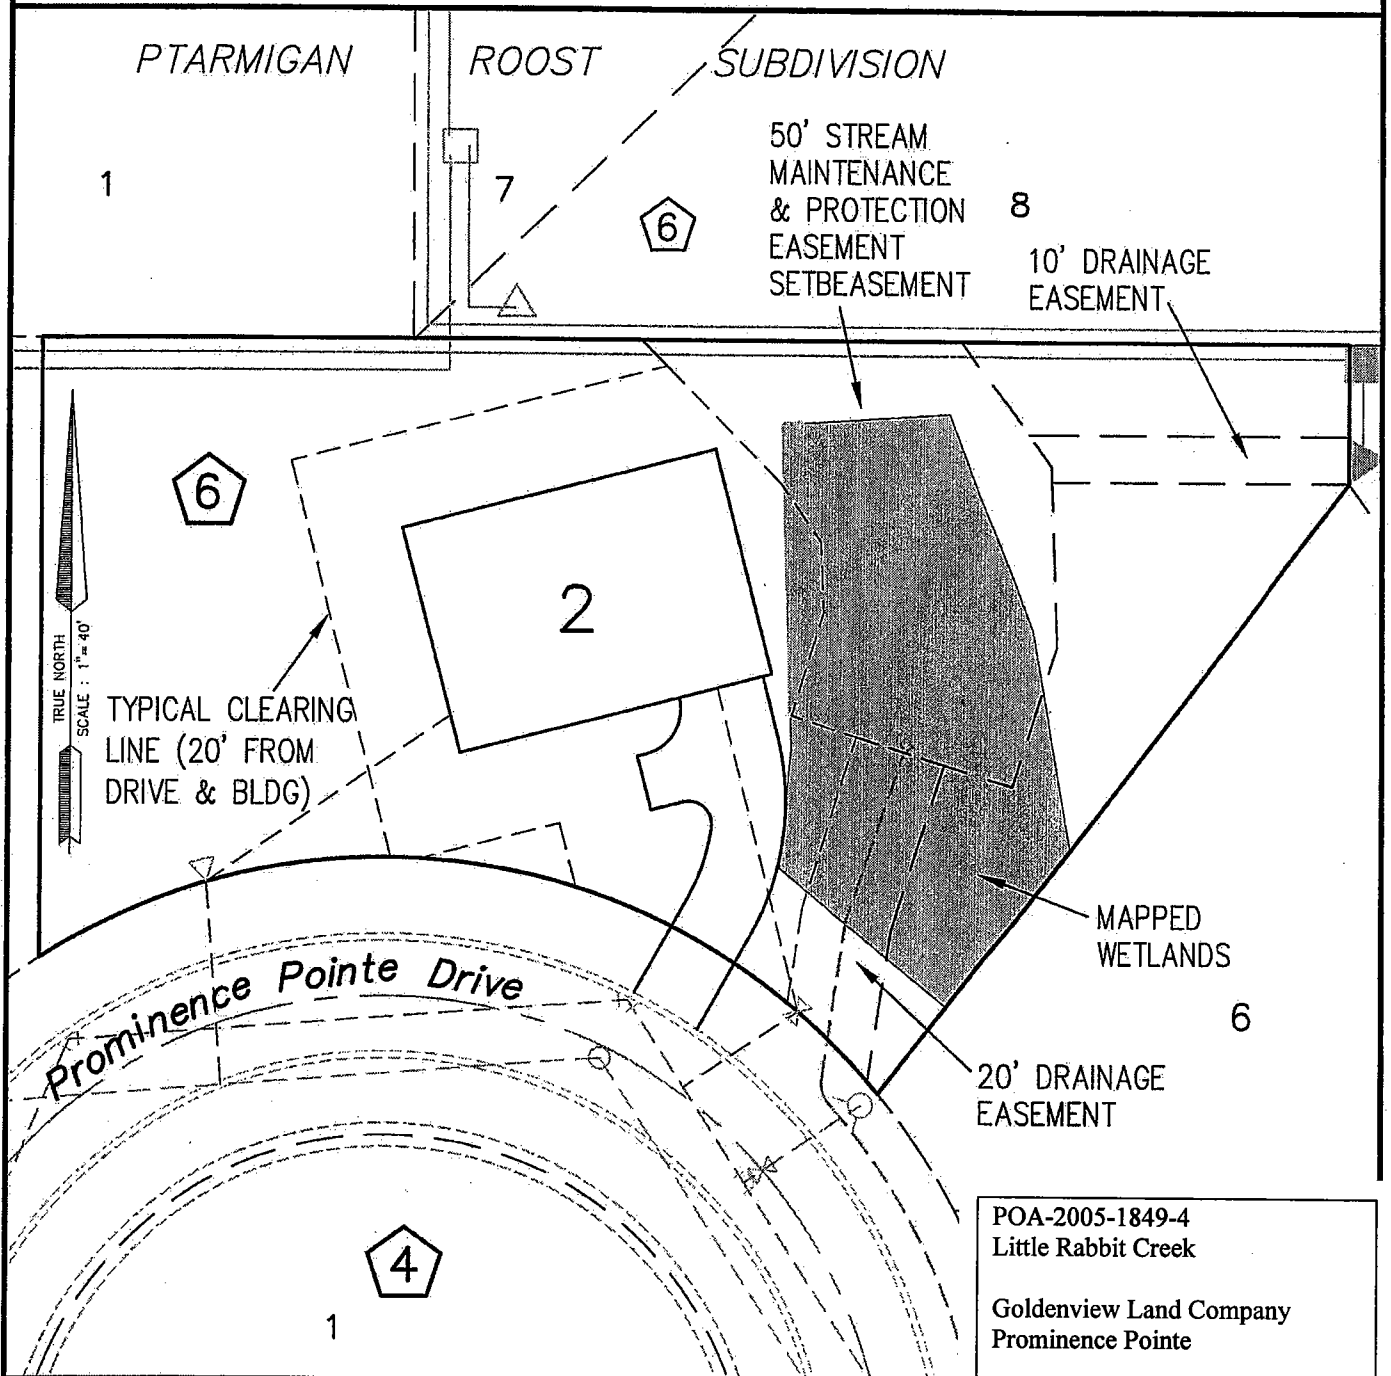 PTARMIGAN ROOST SUBDIVISION
1
7
6
50' STREAM
MAINTENANCE
& PROTECTION
EASEMENT
SETBEASEMENT
8
10' DRAINAGE
EASEMENT
6
2
TRUE NORTH
SCALE : 1"= 40'
TYPICAL CLEARING
LINE (20' FROM
DRIVE & BLDG)
MAPPED
WETLANDS
6
Prominence Pointe Drive
20' DRAINAGE
EASEMENT
4
1
POA-2005-1849-4
Little Rabbit Creek
Goldenview Land Company
Prominence Pointe